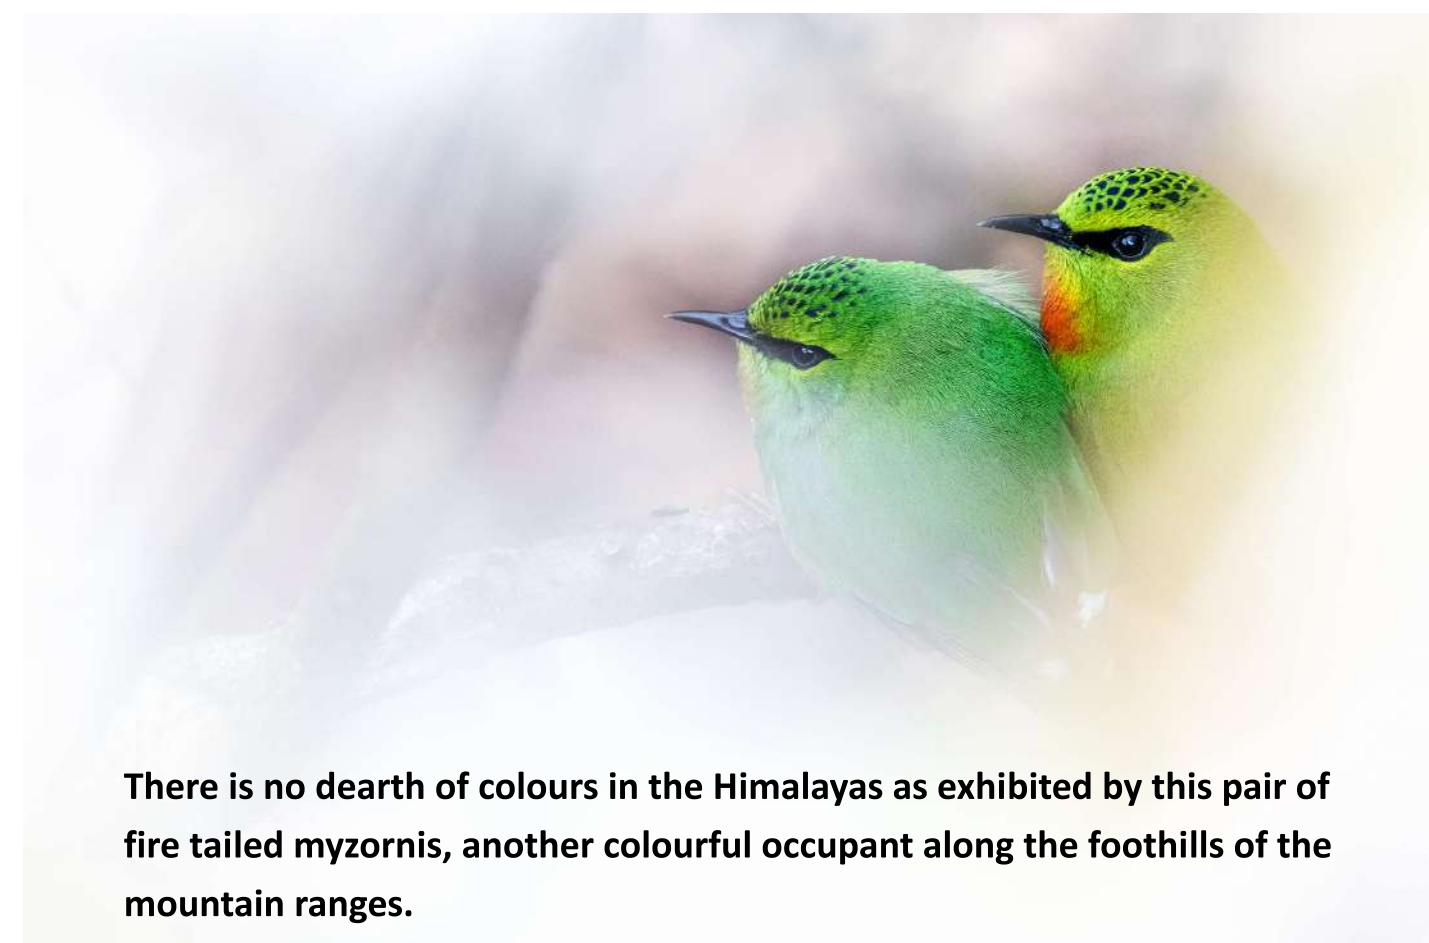 There is no dearth of colours in the Himalayas as exhibited by this pair of
fire tailed myzornis, another colourful occupant along the foothills of the
mountain ranges.